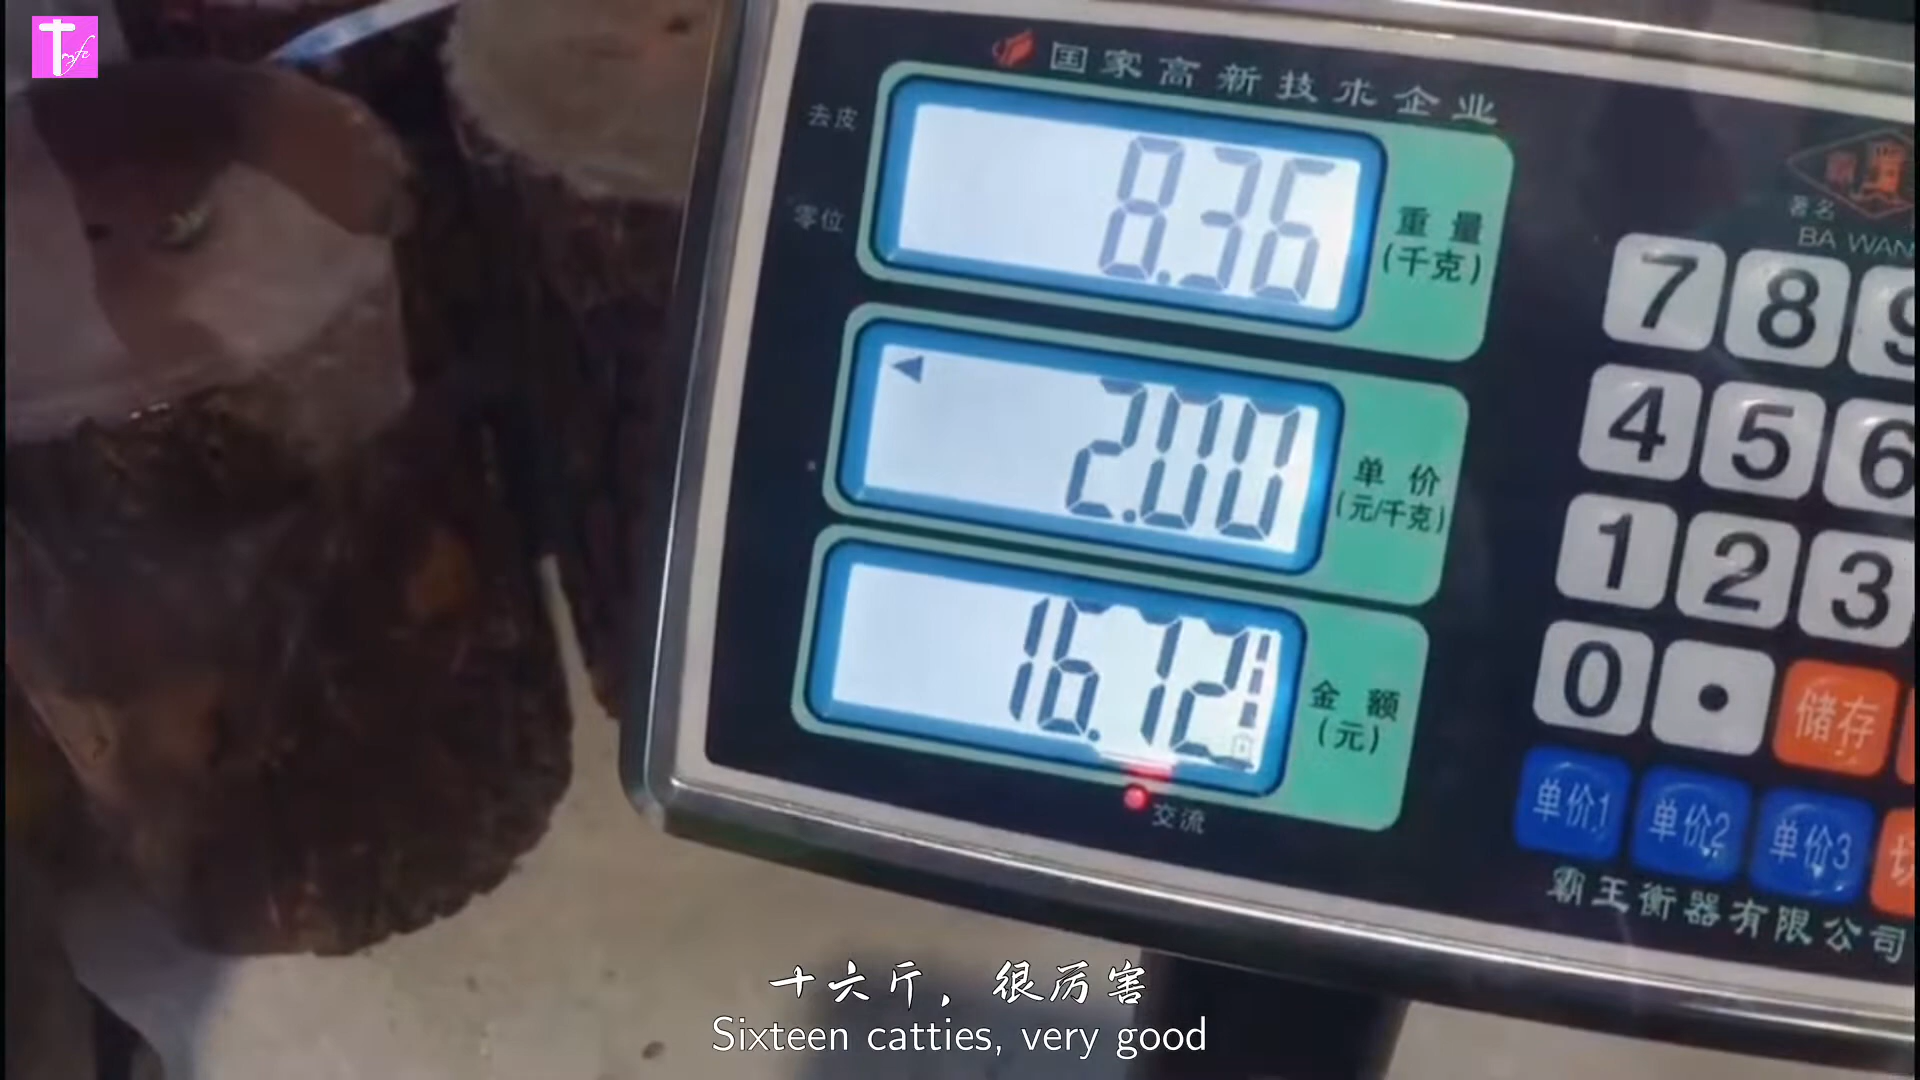 国家高新技术企业
去皮
零位
8.36
重量
(千克)
2.00
单价
(元/千克)
16.72
金额
(元)
交流
著名
BA WAN
7 8 9
4 5 6
1 2 3
0 .
储存
单价1 单价2 单价3
霸王衡器有限公司
十六斤，很厉害
Sixteen catties, very good